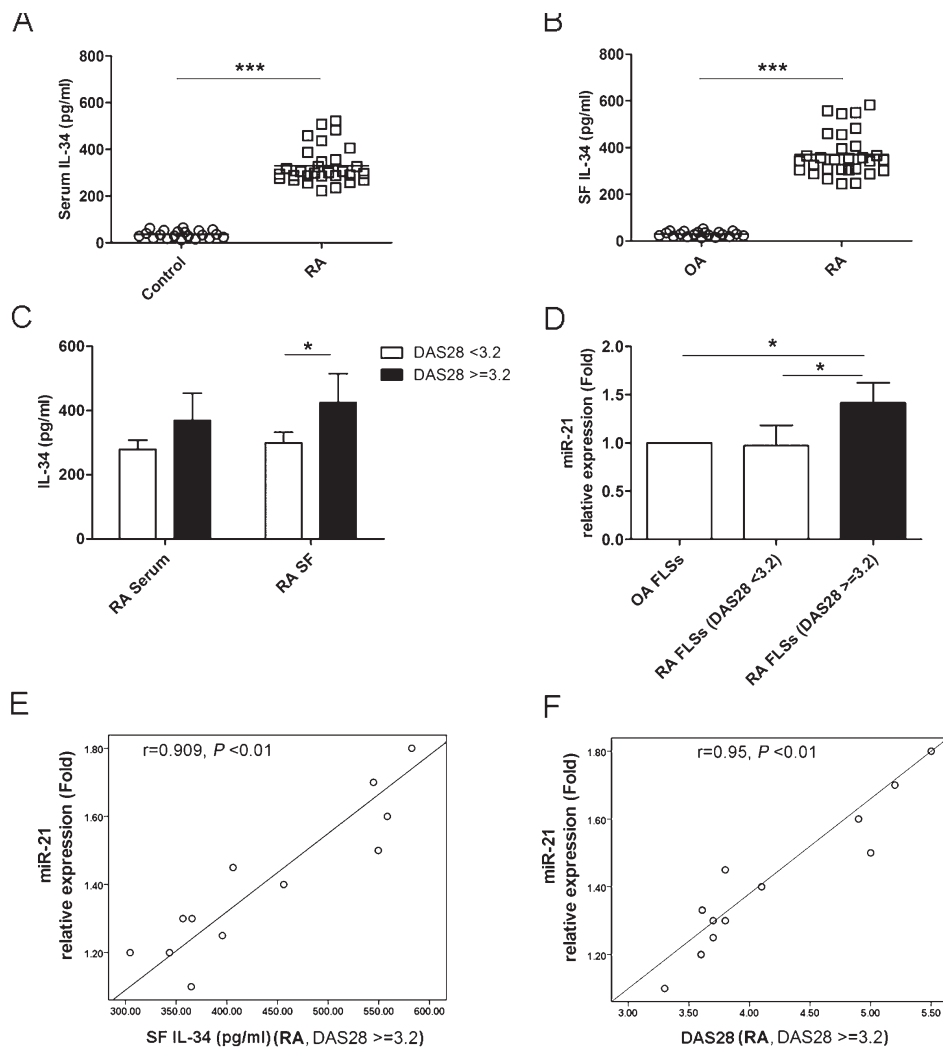 A
Serum IL-34 (pg/ml)
800
600
400
200
0
***
Control
RA
B
SF IL-34 (pg/ml)
800
600
400
200
0
***
OA
RA
C
IL-34 (pg/ml)
600
400
200
0
*
DAS28 <3.2
DAS28 >=3.2
RA Serum
RA SF
D
miR-21
relative expression (Fold)
2.0
1.5
1.0
0.5
0.0
*
*
OA FLSs
RA FLSs (DAS28 <3.2)
RA FLSs (DAS28 >=3.2)
E
r=0.909, P <0.01
miR-21
relative expression (Fold)
1.80
1.60
1.40
1.20
300.00 350.00 400.00 450.00 500.00 550.00 600.00
SF IL-34 (pg/ml) (RA, DAS28 >=3.2)
F
r=0.95, P <0.01
miR-21
relative expression (Fold)
1.80
1.60
1.40
1.20
3.00 3.50 4.00 4.50 5.00 5.50
DAS28 (RA, DAS28 >=3.2)